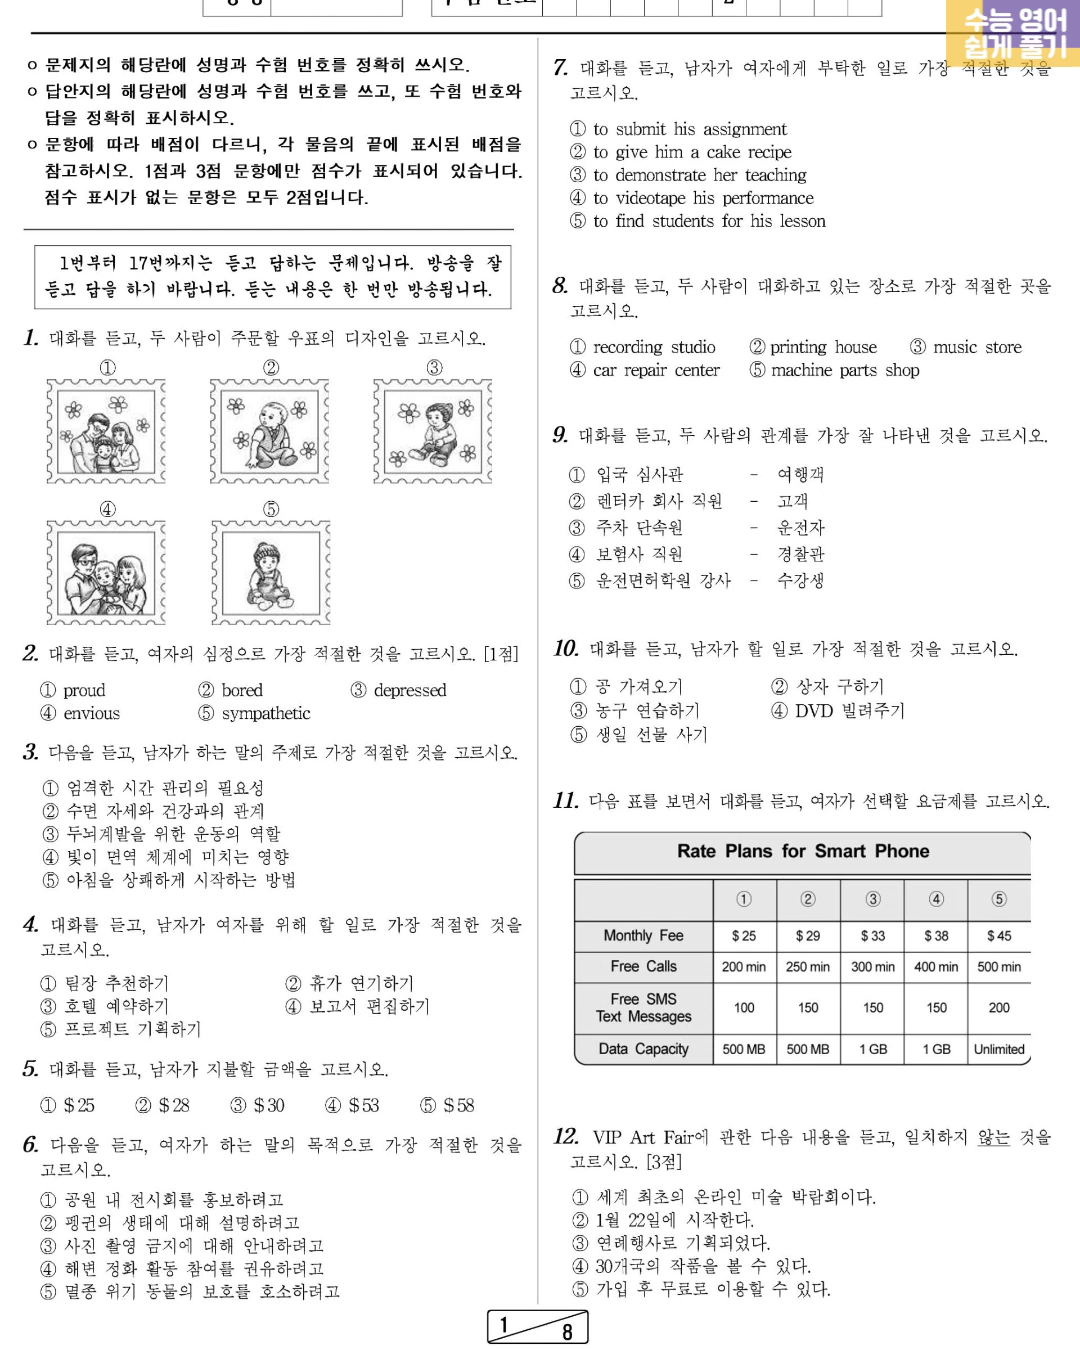 수능 영어
쉽게 풀기
○ 문제지의 해당란에 성명과 수험 번호를 정확히 쓰시오.
○ 답안지의 해당란에 성명과 수험 번호를 쓰고, 또 수험 번호와
답을 정확히 표시하시오.
○ 문항에 따라 배점이 다르니, 각 물음의 끝에 표시된 배점을
참고하시오. 1점과 3점 문항에만 점수가 표시되어 있습니다.
점수 표시가 없는 문항은 모두 2점입니다.
1번부터 17번까지는 듣고 답하는 문제입니다. 방송을 잘
듣고 답을 하기 바랍니다. 듣는 내용은 한 번만 방송됩니다.
1. 대화를 듣고, 두 사람이 주문할 우표의 디자인을 고르시오.
① ② ③
④ ⑤
2. 대화를 듣고, 여자의 심정으로 가장 적절한 것을 고르시오. [1점]
① proud ② bored ③ depressed
④ envious ⑤ sympathetic
3. 다음을 듣고, 남자가 하는 말의 주제로 가장 적절한 것을 고르시오.
① 엄격한 시간 관리의 필요성
② 수면 자세와 건강과의 관계
③ 두뇌계발을 위한 운동의 역할
④ 빛이 면역 체계에 미치는 영향
⑤ 아침을 상쾌하게 시작하는 방법
4. 대화를 듣고, 남자가 여자를 위해 할 일로 가장 적절한 것을
고르시오.
① 팀장 추천하기 ② 휴가 연기하기
③ 호텔 예약하기 ④ 보고서 편집하기
⑤ 프로젝트 기획하기
5. 대화를 듣고, 남자가 지불할 금액을 고르시오.
① $25 ② $28 ③ $30 ④ $53 ⑤ $58
6. 다음을 듣고, 여자가 하는 말의 목적으로 가장 적절한 것을
고르시오.
① 공원 내 전시회를 홍보하려고
② 펭귄의 생태에 대해 설명하려고
③ 사진 촬영 금지에 대해 안내하려고
④ 해변 정화 활동 참여를 권유하려고
⑤ 멸종 위기 동물의 보호를 호소하려고
7. 대화를 듣고, 남자가 여자에게 부탁한 일로 가장 적절한 것을
고르시오.
① to submit his assignment
② to give him a cake recipe
③ to demonstrate her teaching
④ to videotape his performance
⑤ to find students for his lesson
8. 대화를 듣고, 두 사람이 대화하고 있는 장소로 가장 적절한 곳을
고르시오.
① recording studio ② printing house ③ music store
④ car repair center ⑤ machine parts shop
9. 대화를 듣고, 두 사람의 관계를 가장 잘 나타낸 것을 고르시오.
① 입국 심사관 - 여행객
② 렌터카 회사 직원 - 고객
③ 주차 단속원 - 운전자
④ 보험사 직원 - 경찰관
⑤ 운전면허학원 강사 - 수강생
10. 대화를 듣고, 남자가 할 일로 가장 적절한 것을 고르시오.
① 공 가져오기 ② 상자 구하기
③ 농구 연습하기 ④ DVD 빌려주기
⑤ 생일 선물 사기
11. 다음 표를 보면서 대화를 듣고, 여자가 선택할 요금제를 고르시오.
Rate Plans for Smart Phone
① ② ③ ④ ⑤
Monthly Fee $25 $29 $33 $38 $45
Free Calls 200 min 250 min 300 min 400 min 500 min
Free SMS
Text Messages 100 150 150 150 200
Data Capacity 500 MB 500 MB 1 GB 1 GB Unlimited
12. VIP Art Fair에 관한 다음 내용을 듣고, 일치하지 않는 것을
고르시오. [3점]
① 세계 최초의 온라인 미술 박람회이다.
② 1월 22일에 시작한다.
③ 연례행사로 기획되었다.
④ 30개국의 작품을 볼 수 있다.
⑤ 가입 후 무료로 이용할 수 있다.
1
8